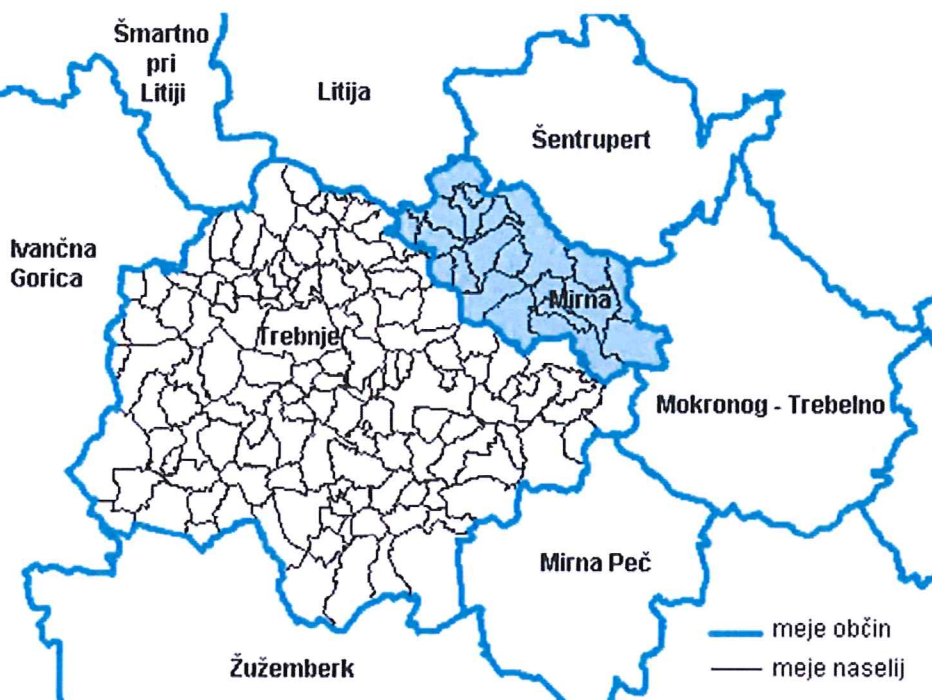 Šmartno
pri
Litiji
Litija
Šentrupert
Ivančna
Gorica
Mirna
Trebnje
Mokronog - Trebelno
Mirna Peč
Žužemberk
meje občin
meje naselij